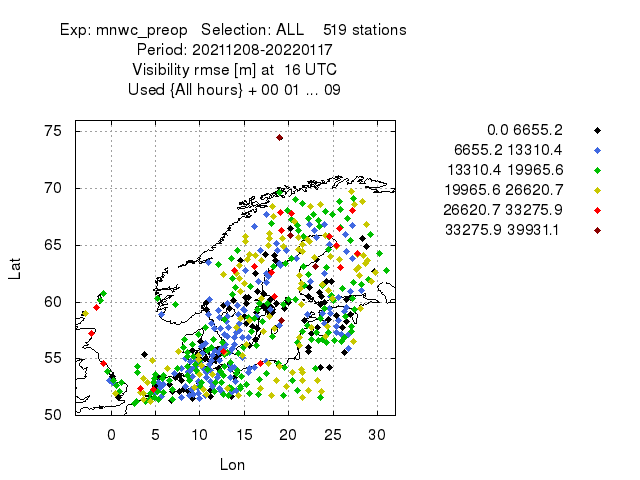 Exp: mnwc_preop Selection: ALL 519 stations
Period: 20211208-20220117
Visibility rmse [m] at 16 UTC
Used {All hours} + 00 01 ... 09
0.0 6655.2
6655.2 13310.4
13310.4 19965.6
19965.6 26620.7
26620.7 33275.9
33275.9 39931.1
75
70
65
60
55
50
Lat
0 5 10 15 20 25 30
Lon